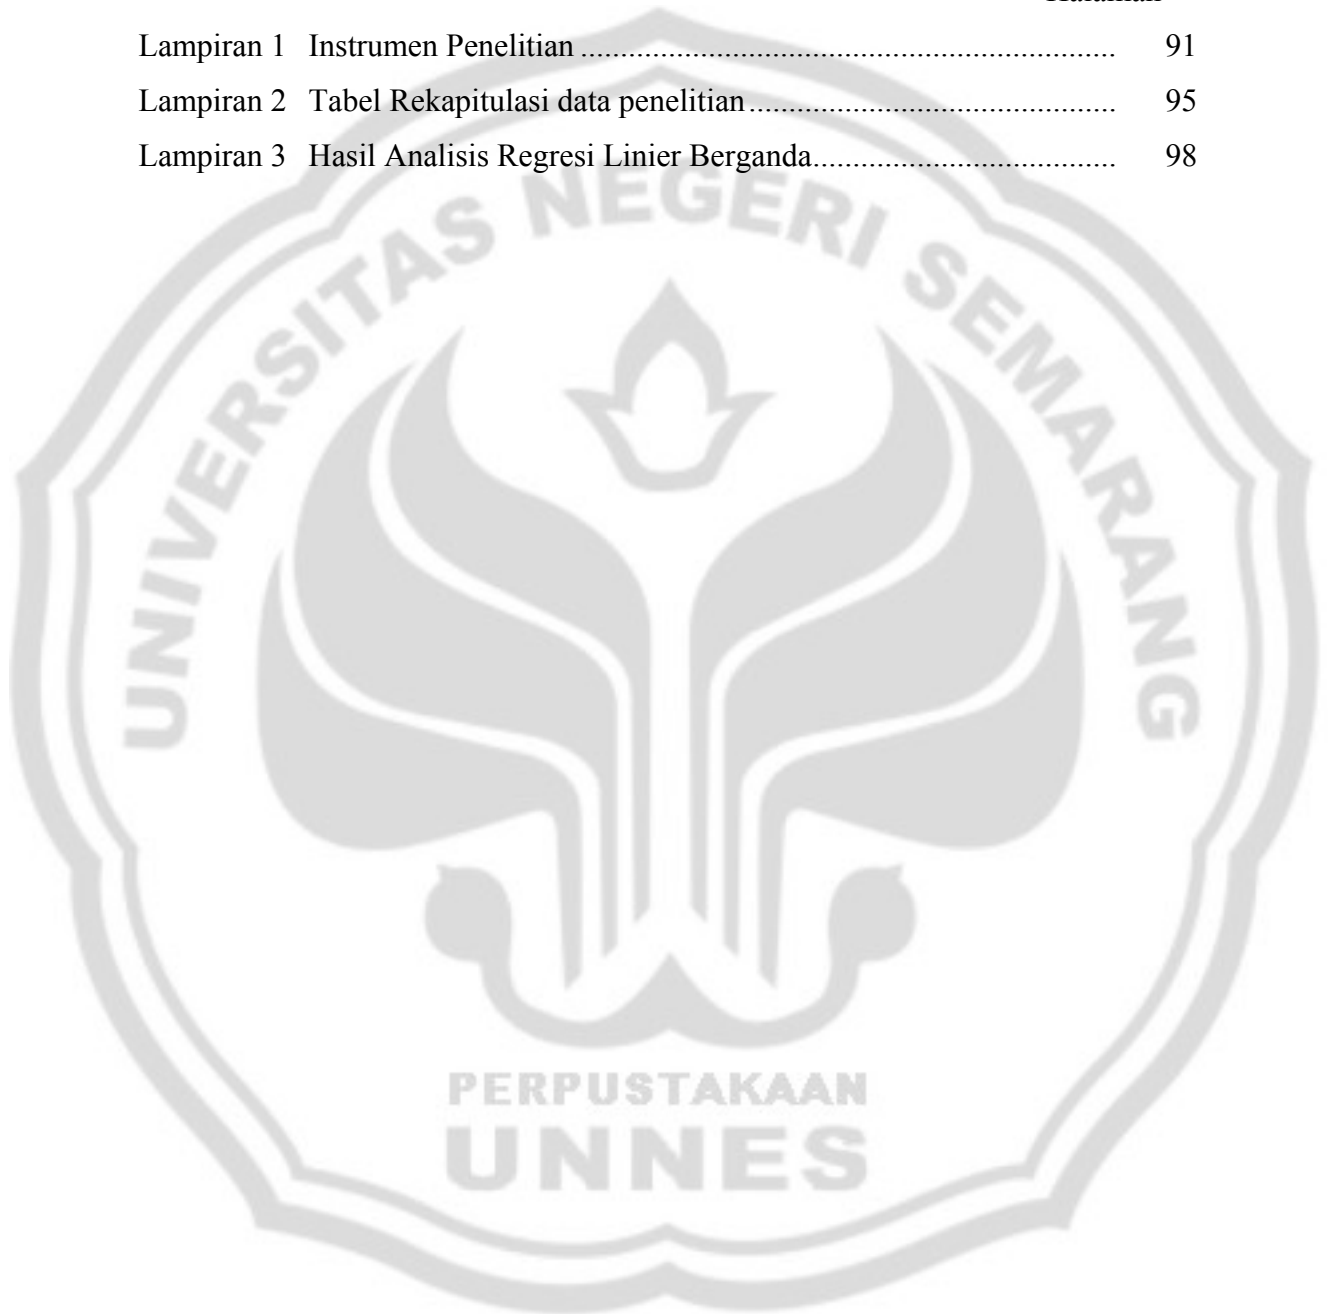 Halaman
Lampiran 1 Instrumen Penelitian ................................................................... 91
Lampiran 2 Tabel Rekapitulasi data penelitian .............................................. 95
Lampiran 3 Hasil Analisis Regresi Linier Berganda...................................... 98
UNIVERSITAS NEGERI SEMARANG
PERPUSTAKAAN
UNNES